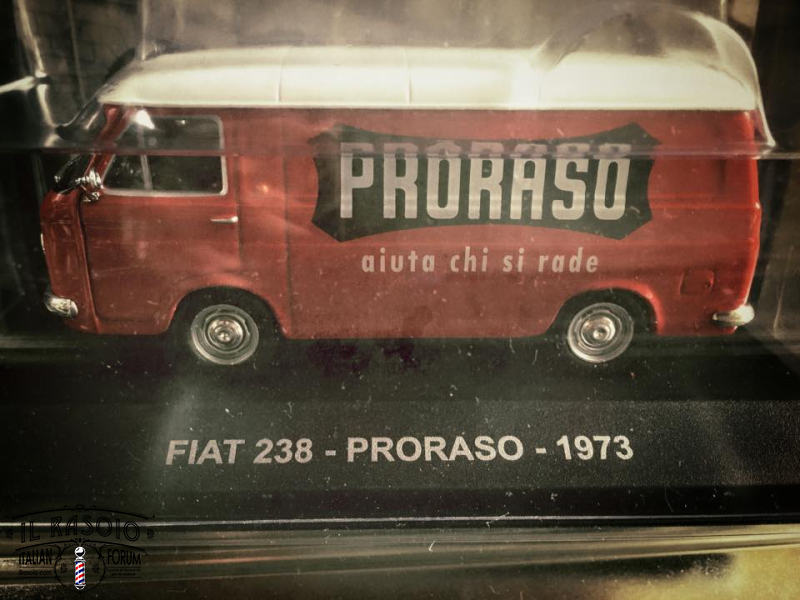 PRORASO
aiuta chi si rade
FIAT 238 - PRORASO - 1973
IL RASOIO
ITALIAN FORUM